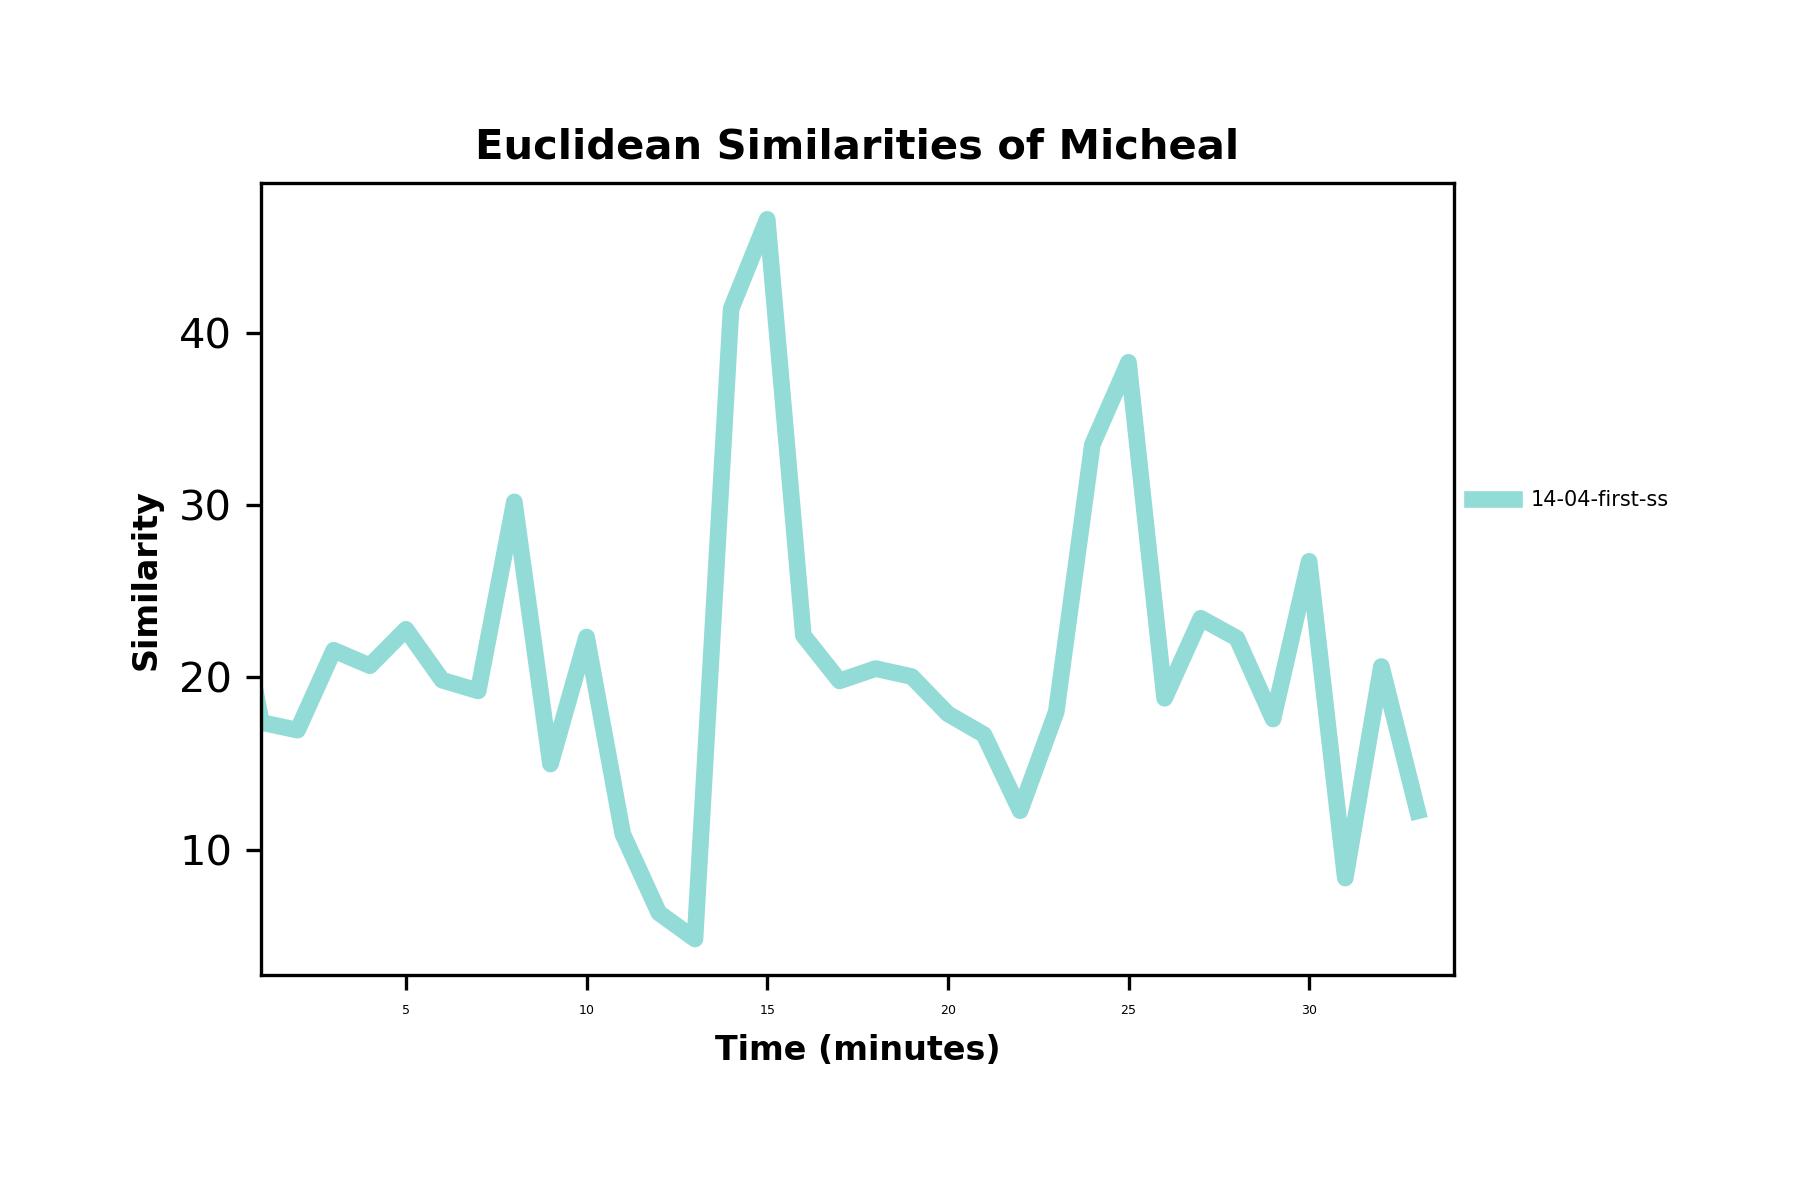 Euclidean Similarities of Micheal
Similarity
40
30
20
10
14-04-first-ss
5 10 15 20 25 30
Time (minutes)